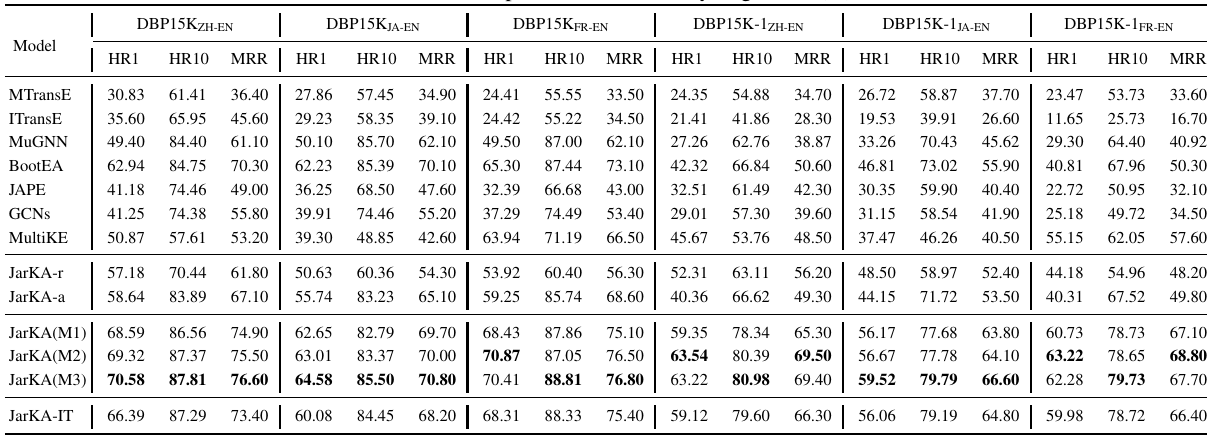 Model DBP15KZH-EN DBP15KJA-EN DBP15KFR-EN DBP15K-1ZH-EN DBP15K-1JA-EN DBP15K-1FR-EN
HR1 HR10 MRR HR1 HR10 MRR HR1 HR10 MRR HR1 HR10 MRR HR1 HR10 MRR HR1 HR10 MRR
MTransE 30.83 61.41 36.40 27.86 57.45 34.90 24.41 55.55 33.50 24.35 54.88 34.70 26.72 58.87 37.70 23.47 53.73 33.60
ITransE 35.60 65.95 45.60 29.23 58.35 39.10 24.42 55.22 34.50 21.41 41.86 28.30 19.53 39.91 26.60 11.65 25.73 16.70
MuGNN 49.40 84.40 61.10 50.10 85.70 62.10 49.50 87.00 62.10 27.26 62.76 38.87 33.26 70.43 45.62 29.30 64.40 40.92
BootEA 62.94 84.75 70.30 62.23 85.39 70.10 65.30 87.44 73.10 42.32 66.84 50.60 46.81 73.02 55.90 40.81 67.96 50.30
JAPE 41.18 74.46 49.00 36.25 68.50 47.60 32.39 66.68 43.00 32.51 61.49 42.30 30.35 59.90 40.40 22.72 50.95 32.10
GCNs 41.25 74.38 55.80 39.91 74.46 55.20 37.29 74.49 53.40 29.01 57.30 39.60 31.15 58.54 41.90 25.18 49.72 34.50
MultiKE 50.87 57.61 53.20 39.30 48.85 42.60 63.94 71.19 66.50 45.67 53.76 48.50 37.47 46.26 40.50 55.15 62.05 57.60
JarKA-r 57.18 70.44 61.80 50.63 60.36 54.30 53.92 60.40 56.30 52.31 63.11 56.20 48.50 58.97 52.40 44.18 54.96 48.20
JarKA-a 58.64 83.89 67.10 55.74 83.23 65.10 59.25 85.74 68.60 40.36 66.62 49.30 44.15 71.72 53.50 40.31 67.52 49.80
JarKA(M1) 68.59 86.56 74.90 62.65 82.79 69.70 68.43 87.86 75.10 59.35 78.34 65.30 56.17 77.68 63.80 60.73 78.73 67.10
JarKA(M2) 69.32 87.37 75.50 63.01 83.37 70.00 70.87 87.05 76.50 63.54 80.39 69.50 56.67 77.78 64.10 63.22 78.65 68.80
JarKA(M3) 70.58 87.81 76.60 64.58 85.50 70.80 70.41 88.81 76.80 63.22 80.98 69.40 59.52 79.79 66.60 62.28 79.73 67.70
JarKA-IT 66.39 87.29 73.40 60.08 84.45 68.20 68.31 88.33 75.40 59.12 79.60 66.30 56.06 79.19 64.80 59.98 78.72 66.40